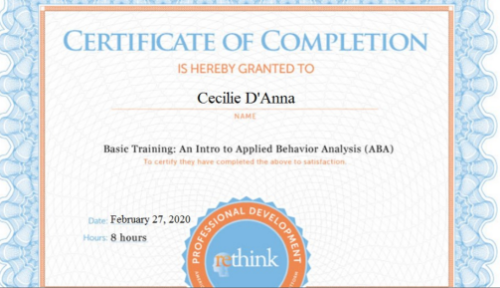 CERTIFICATE OF COMPLETION
IS HEREBY GRANTED TO
Cecilie D'Anna
NAME
Basic Training: An Intro to Applied Behavior Analysis (ABA)
To certify they have completed the above to satisfaction.
Date: February 27, 2020
Hours: 8 hours
PROFESSIONAL DEVELOPMENT
rethink